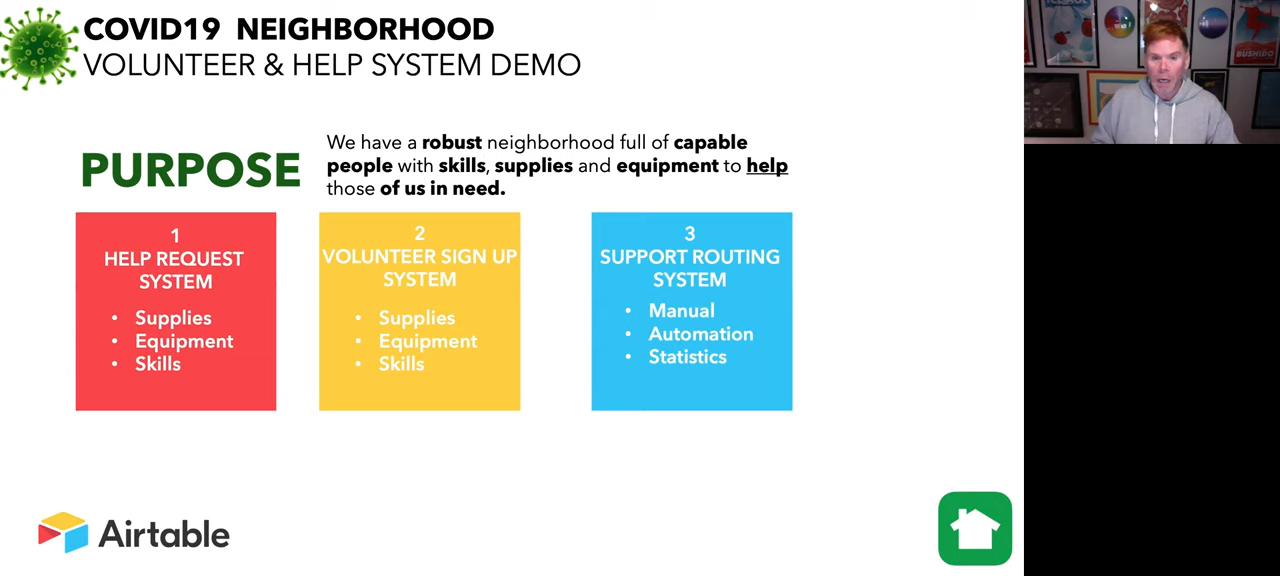 COVID19 NEIGHBORHOOD
VOLUNTEER & HELP SYSTEM DEMO
PURPOSE
We have a robust neighborhood full of capable
people with skills, supplies and equipment to help
those of us in need.
1
HELP REQUEST
SYSTEM
• Supplies
• Equipment
• Skills
2
VOLUNTEER SIGN UP
SYSTEM
• Supplies
• Equipment
• Skills
3
SUPPORT ROUTING
SYSTEM
• Manual
• Automation
• Statistics
Airtable
BUSHIDO